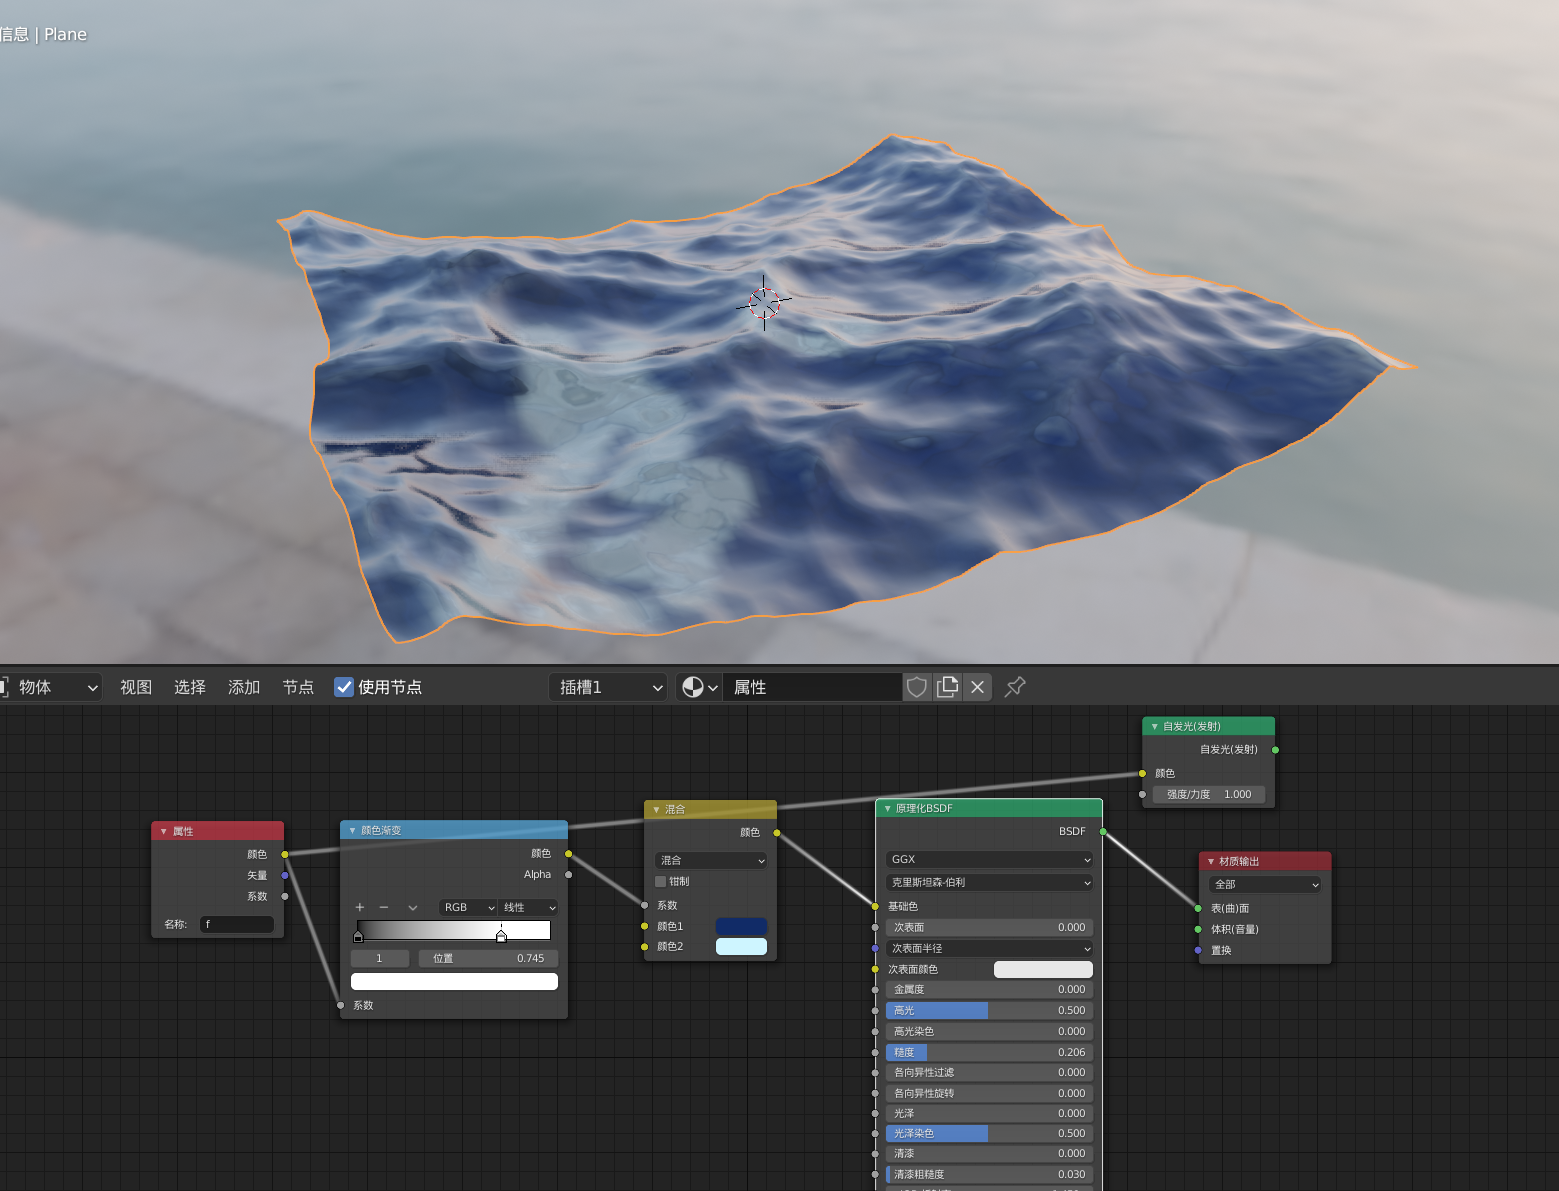 信息 | Plane
物体
视图
选择
添加
节点
使用节点
插槽1
属性
自发光(发射)
自发光(发射)
颜色
强度/力度 1.000
属性
颜色
矢量
系数
名称: f
颜色渐变
颜色
Alpha
RGB
线性
1
位置 0.745
系数
混合
颜色
混合
钳制
系数
颜色1
颜色2
原理化BSDF
BSDF
GGX
克里斯坦森-伯利
基础色
次表面 0.000
次表面半径
次表面颜色
金属度 0.000
高光 0.500
高光染色 0.000
糙度 0.206
各向异性过滤 0.000
各向异性旋转 0.000
光泽 0.000
光泽染色 0.500
清漆 0.000
清漆粗糙度 0.030
材质输出
全部
表(曲)面
体积(音量)
置换